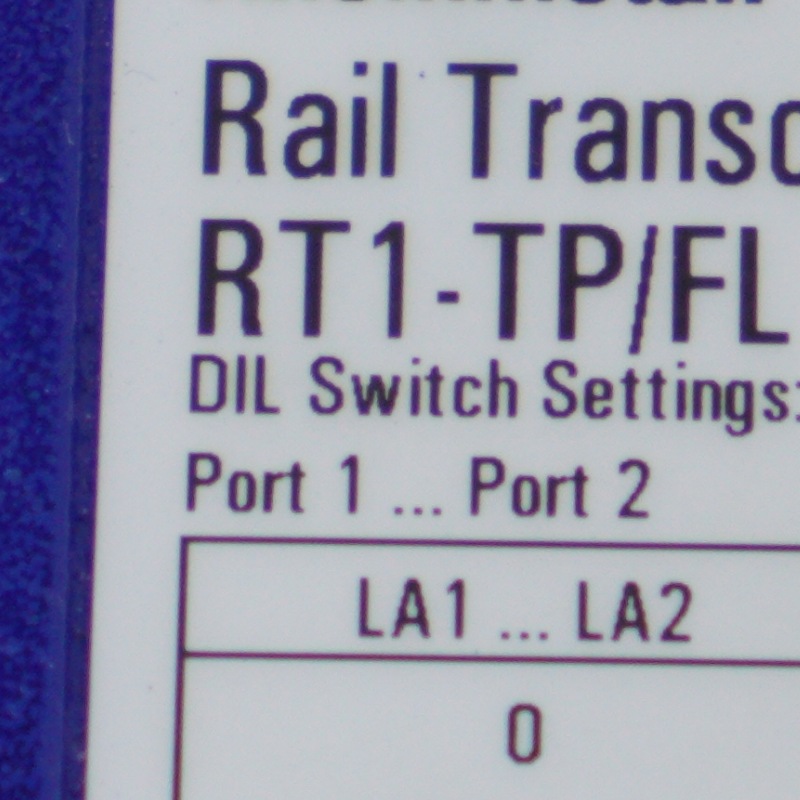 Rail Transc
RT1-TP/FL
DIL Switch Settings:
Port 1 ... Port 2
LA1 ... LA2
0